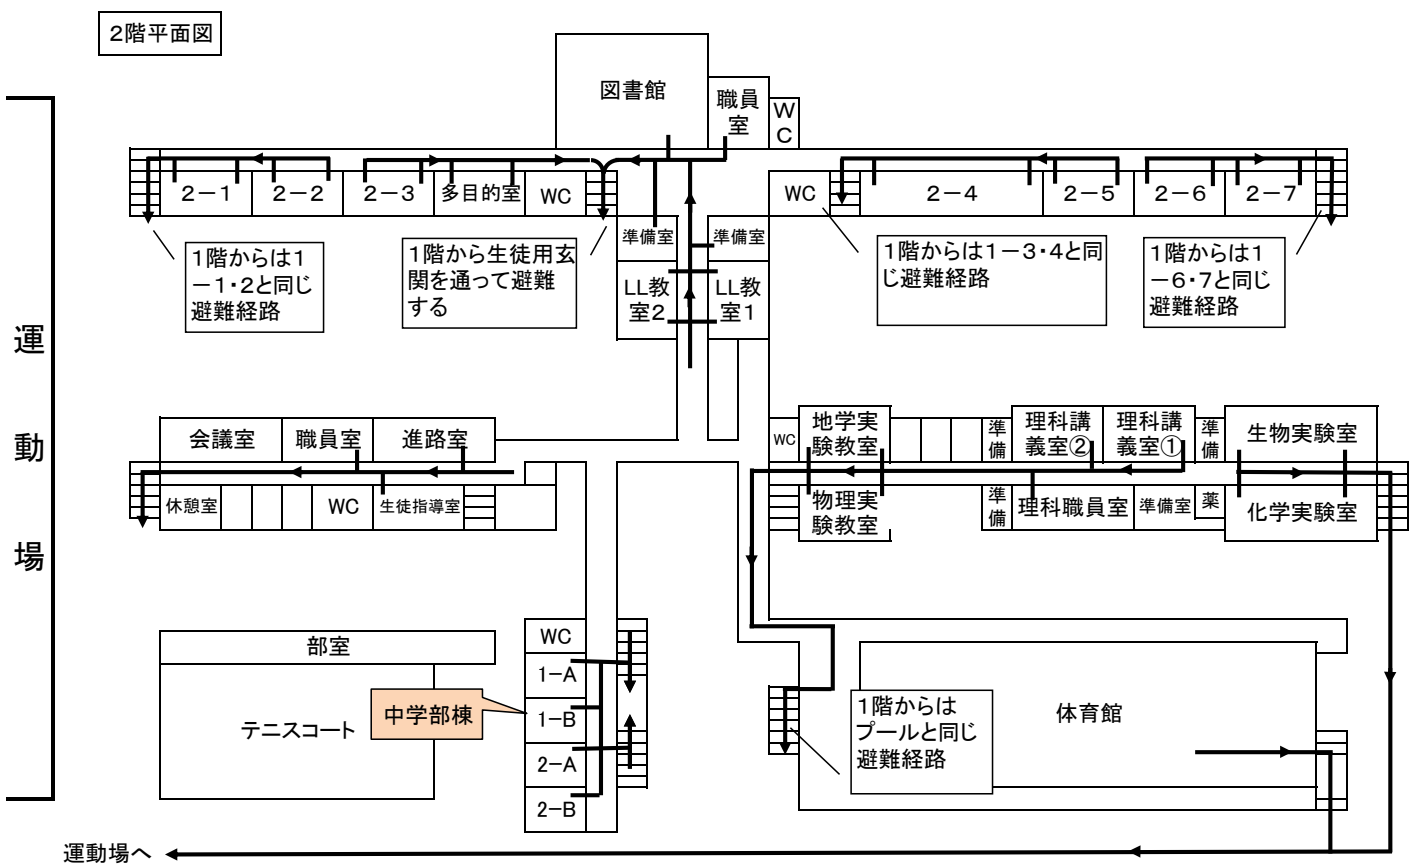 ２階平面図
図書館
職員
室
Ｗ
Ｃ
２－１
２－２
２－３
多目的室
WC
WC
２－４
２－５
２－６
２－７
１階からは１
－１・２と同じ
避難経路
１階から生徒用玄
関を通って避難
する
準備室
準備室
LL教
室２
LL教
室１
１階からは１－３・４と同
じ避難経路
１階からは１
－６・７と同じ
避難経路
運
動
場
会議室
職員室
進路室
休憩室
WC
生徒指導室
WC
地学実
験教室
準
備
理科講
義室②
理科講
義室①
準
備
生物実験室
物理実
験教室
準
備
理科職員室
準備室
薬
化学実験室
部室
テニスコート
中学部棟
WC
１－A
１－B
２－A
２－B
１階からは
プールと同じ
避難経路
体育館
運動場へ